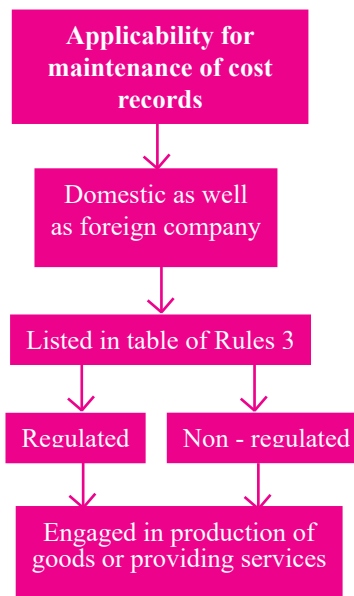 Applicability for
maintenance of cost
records
Domestic as well
as foreign company
Listed in table of Rules 3
Regulated
Non - regulated
Engaged in production of
goods or providing services